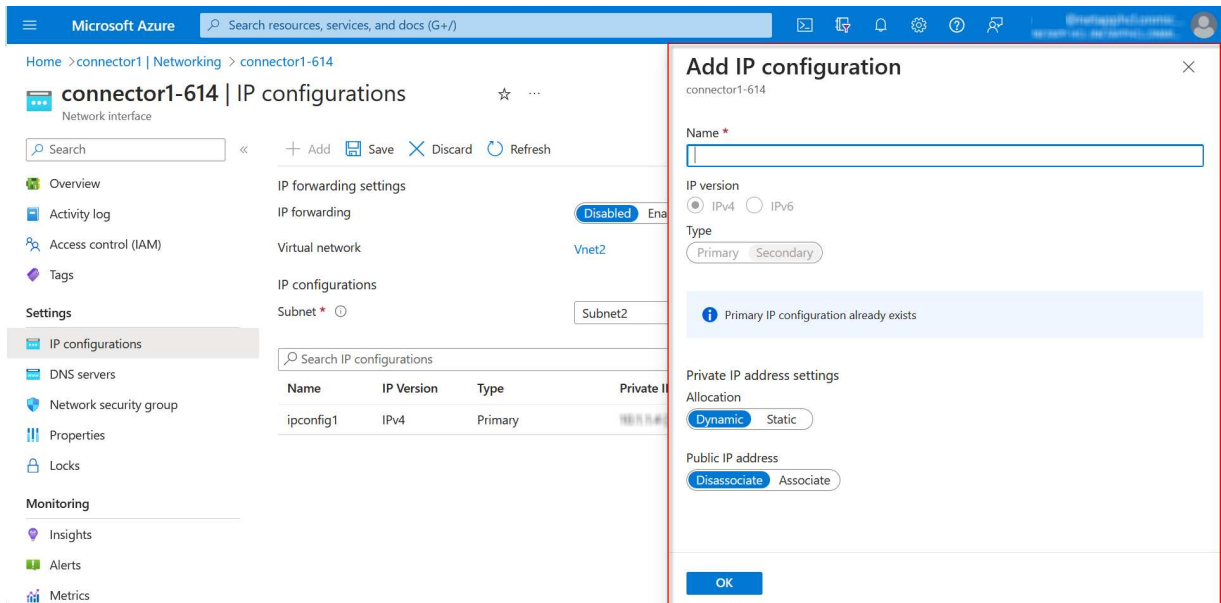 Microsoft Azure
Search resources, services, and docs (G+/)
Home > connector1 | Networking > connector1-614
connector1-614 | IP configurations
Network interface
Search
Add Save Discard Refresh
Overview
Activity log
Access control (IAM)
Tags
Settings
IP configurations
DNS servers
Network security group
Properties
Locks
Monitoring
Insights
Alerts
Metrics
IP forwarding settings
IP forwarding
Disabled Ena
Virtual network
Vnet2
IP configurations
Subnet *
Subnet2
Search IP configurations
Name IP Version Type Private I
ipconfig1 IPv4 Primary
Add IP configuration
connector1-614
Name *
IP version
IPv4 IPv6
Type
Primary Secondary
Primary IP configuration already exists
Private IP address settings
Allocation
Dynamic Static
Public IP address
Disassociate Associate
OK